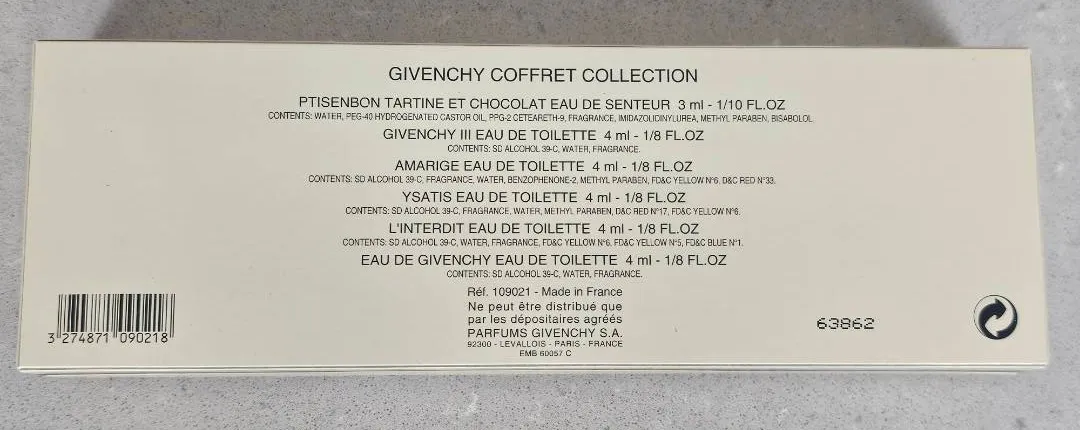 GIVENCHY COFFRET COLLECTION
PTISENBON TARTINE ET CHOCOLAT EAU DE SENTEUR 3 ml - 1/10 FL.OZ
CONTENTS: WATER, PEG-40 HYDROGENATED CASTOR OIL, PPG-2 CETEARETH-9, FRAGRANCE, IMIDAZOLIDINYLUREA, METHYL PARABEN, BISABOLOL.
GIVENCHY III EAU DE TOILETTE 4 ml - 1/8 FL.OZ
CONTENTS: SD ALCOHOL 39-C, WATER, FRAGRANCE.
AMARIGE EAU DE TOILETTE 4 ml - 1/8 FL.OZ
CONTENTS: SD ALCOHOL 39-C, FRAGRANCE, WATER, BENZOPHENONE-2, METHYL PARABEN, FD&C YELLOW N°6, D&C RED N°33.
YSATIS EAU DE TOILETTE 4 ml - 1/8 FL.OZ
CONTENTS: SD ALCOHOL 39-C, FRAGRANCE, WATER, METHYL PARABEN, D&C RED N°17, FD&C YELLOW N°6.
L'INTERDIT EAU DE TOILETTE 4 ml - 1/8 FL.OZ
CONTENTS: SD ALCOHOL 39-C, WATER, FRAGRANCE, FD&C YELLOW N°6, FD&C YELLOW N°5, FD&C BLUE N°1.
EAU DE GIVENCHY EAU DE TOILETTE 4 ml - 1/8 FL.OZ
CONTENTS: SD ALCOHOL 39-C, WATER, FRAGRANCE.
Réf. 109021 - Made in France
Ne peut être distribué que
par les dépositaires agréés
PARFUMS GIVENCHY S.A.
92300 - LEVALLOIS - PARIS - FRANCE
EMB 60057 C
3 274871 090218
63862